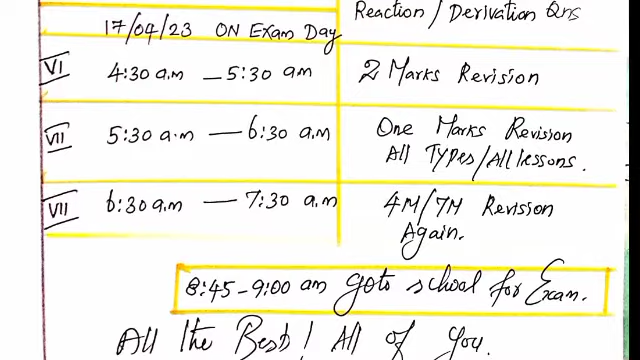 Reaction / Derivation Qns
17/04/23 ON Exam Day
VI 4:30 a.m - 5:30 am 2 Marks Revision
VII 5:30 a.m - 6:30 a.m One Marks Revision
All Types / All lessons.
VII 6:30 a.m - 7:30 a.m 4M/7M Revision
Again.
8:45 - 9:00 am goto school for Exam.
All the Best! All of you.